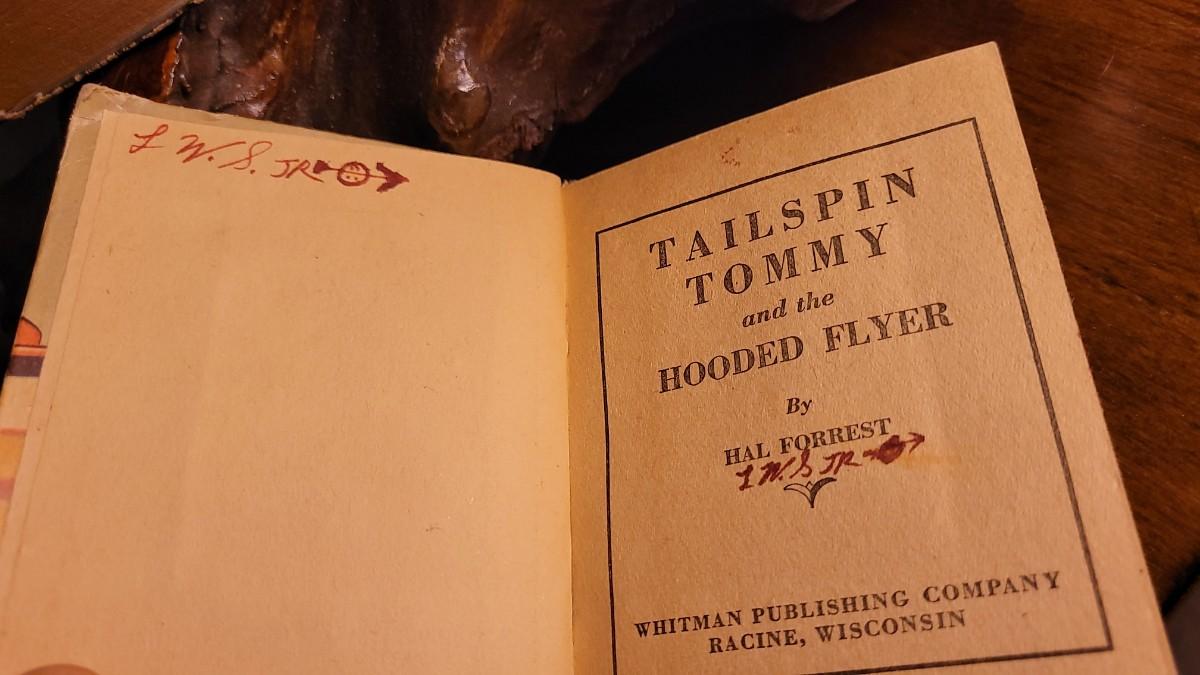 L W. S. JR
TAILSPIN
TOMMY
and the
HOODED FLYER
By
HAL FORREST
L W. S JR
WHITMAN PUBLISHING COMPANY
RACINE, WISCONSIN